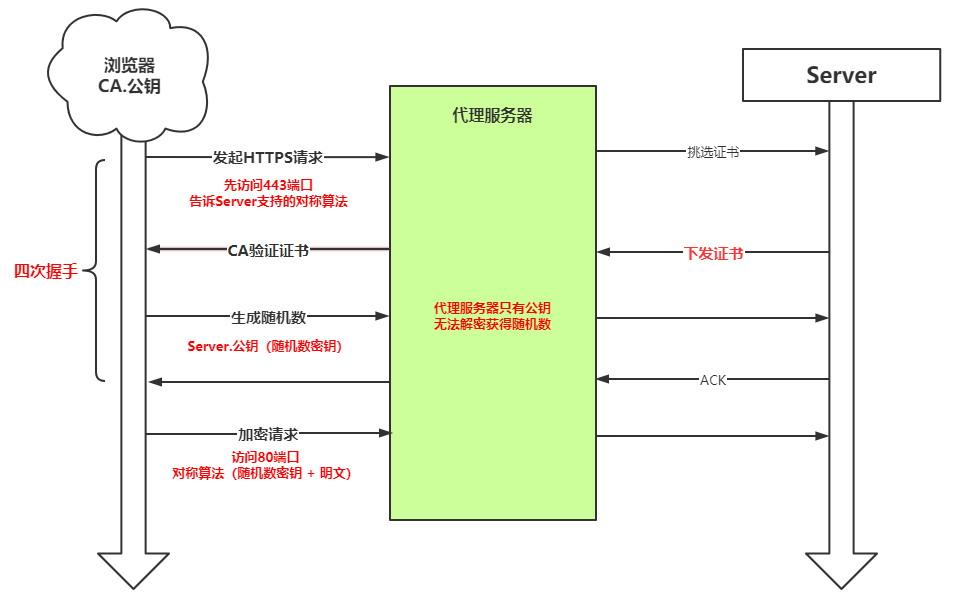 浏览器
CA.公钥
Server
代理服务器
发起HTTPS请求
挑选证书
先访问443端口
告诉Server支持的对称算法
CA验证证书
下发证书
四次握手
代理服务器只有公钥
无法解密获得随机数
生成随机数
Server.公钥（随机数密钥）
ACK
加密请求
访问80端口
对称算法（随机数密钥 + 明文）